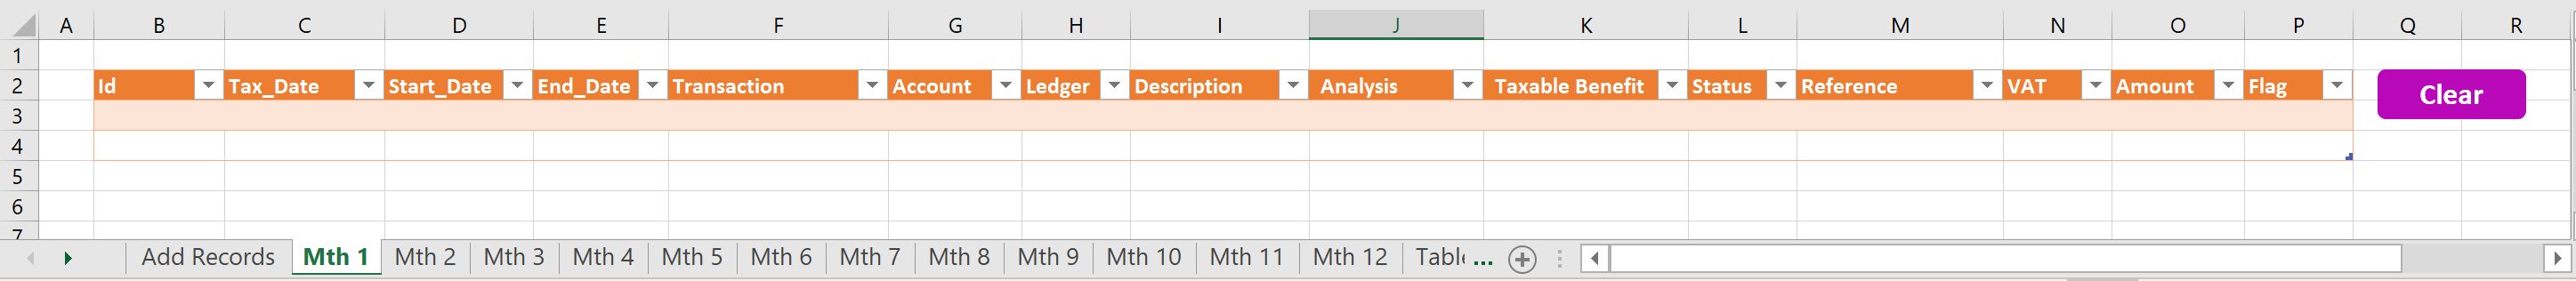 A B C D E F G H I J K L M N O P Q R
1
2 Id Tax_Date Start_Date End_Date Transaction Account Ledger Description Analysis Taxable Benefit Status Reference VAT Amount Flag Clear
3
4
5
6
7
Add Records Mth 1 Mth 2 Mth 3 Mth 4 Mth 5 Mth 6 Mth 7 Mth 8 Mth 9 Mth 10 Mth 11 Mth 12 Table ...